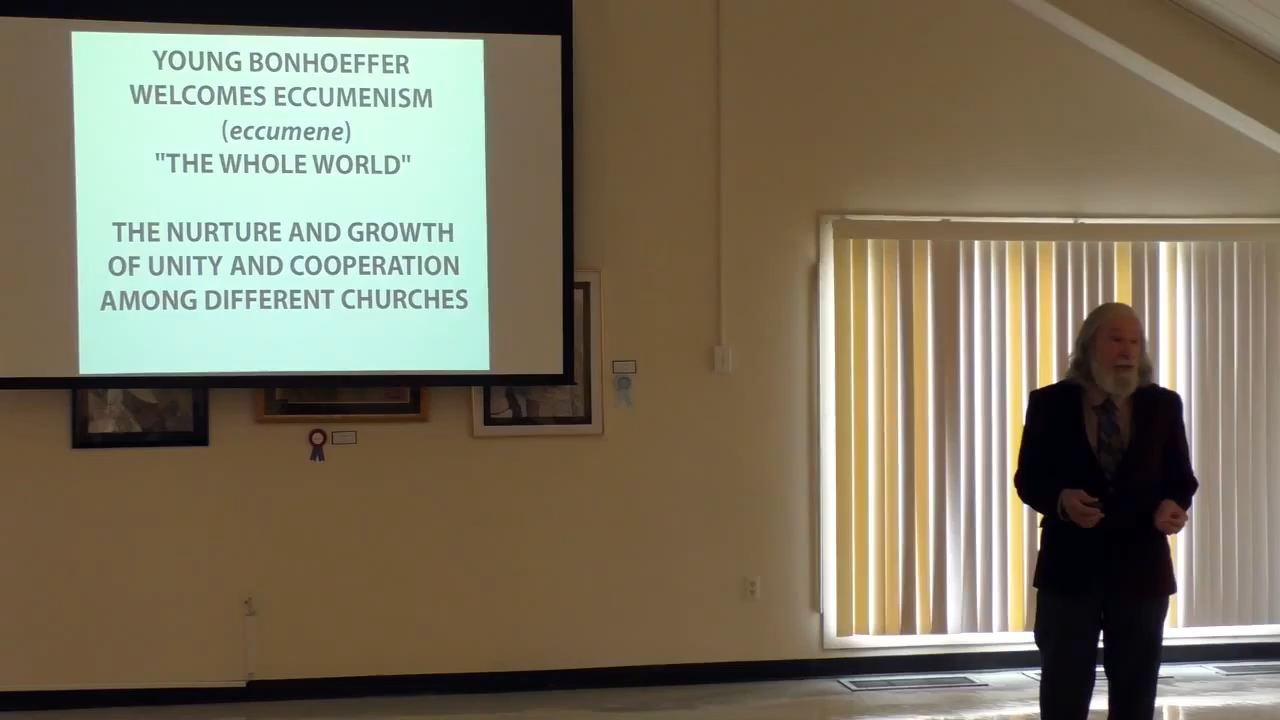 YOUNG BONHOEFFER
WELCOMES ECCUMENISM
(eccumene)
"THE WHOLE WORLD"
THE NURTURE AND GROWTH
OF UNITY AND COOPERATION
AMONG DIFFERENT CHURCHES